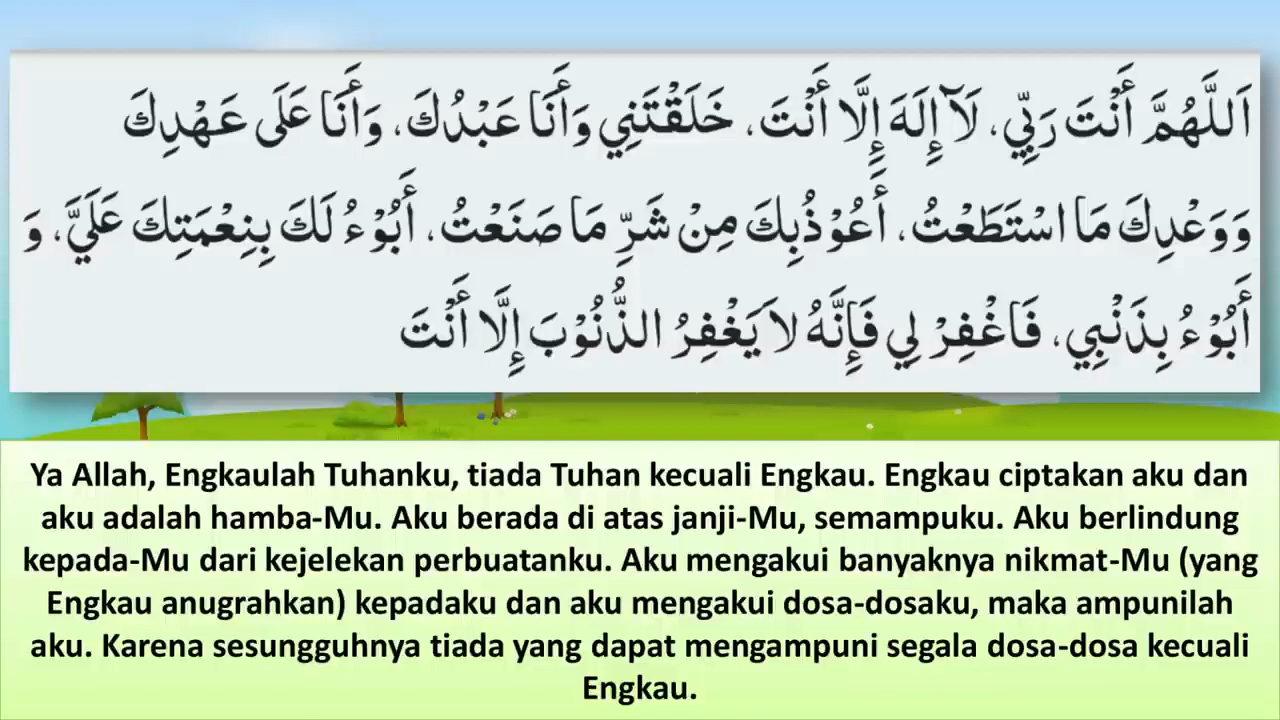 اَللَّهُمَّ أَنْتَ رَبِّي، لَآ إِلَهَ إِلَّا أَنْتَ، خَلَقْتَنِي وَأَنَا عَبْدُكَ، وَأَنَا عَلَى عَهْدِكَ
وَوَعْدِكَ مَا اسْتَطَعْتُ، أَعُوْذُبِكَ مِنْ شَرِّ مَا صَنَعْتُ، أَبُوْءُ لَكَ بِنِعْمَتِكَ عَلَيَّ، وَ
أَبُوْءُ بِذَنْبِي، فَاغْفِرْ لِي فَإِنَّهُ لاَ يَغْفِرُ الذُّنُوْبَ إِلَّا أَنْتَ
Ya Allah, Engkaulah Tuhanku, tiada Tuhan kecuali Engkau. Engkau ciptakan aku dan
aku adalah hamba-Mu. Aku berada di atas janji-Mu, semampuku. Aku berlindung
kepada-Mu dari kejelekan perbuatanku. Aku mengakui banyaknya nikmat-Mu (yang
Engkau anugrahkan) kepadaku dan aku mengakui dosa-dosaku, maka ampunilah
aku. Karena sesungguhnya tiada yang dapat mengampuni segala dosa-dosa kecuali
Engkau.